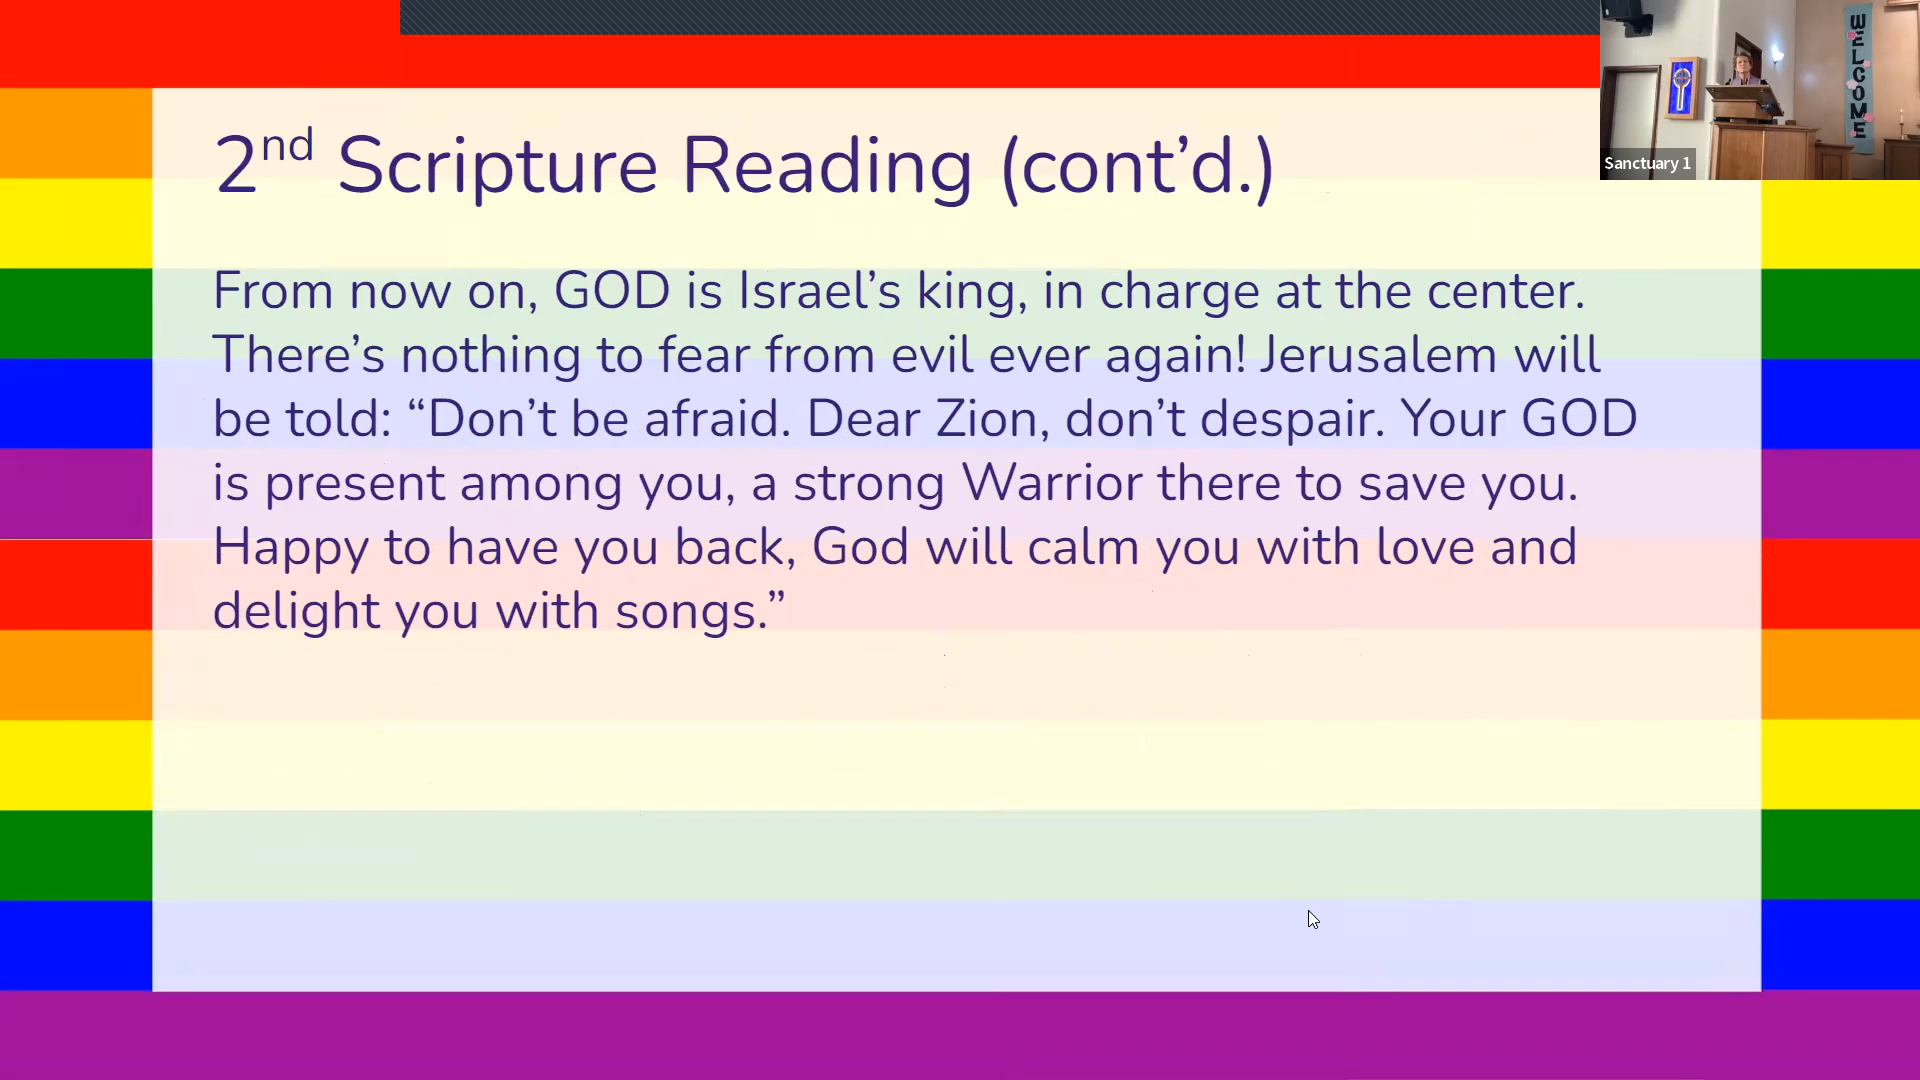 2nd Scripture Reading (cont’d.)
From now on, GOD is Israel’s king, in charge at the center.
There’s nothing to fear from evil ever again! Jerusalem will
be told: “Don’t be afraid. Dear Zion, don’t despair. Your GOD
is present among you, a strong Warrior there to save you.
Happy to have you back, God will calm you with love and
delight you with songs.”
WELCOME
Sanctuary 1